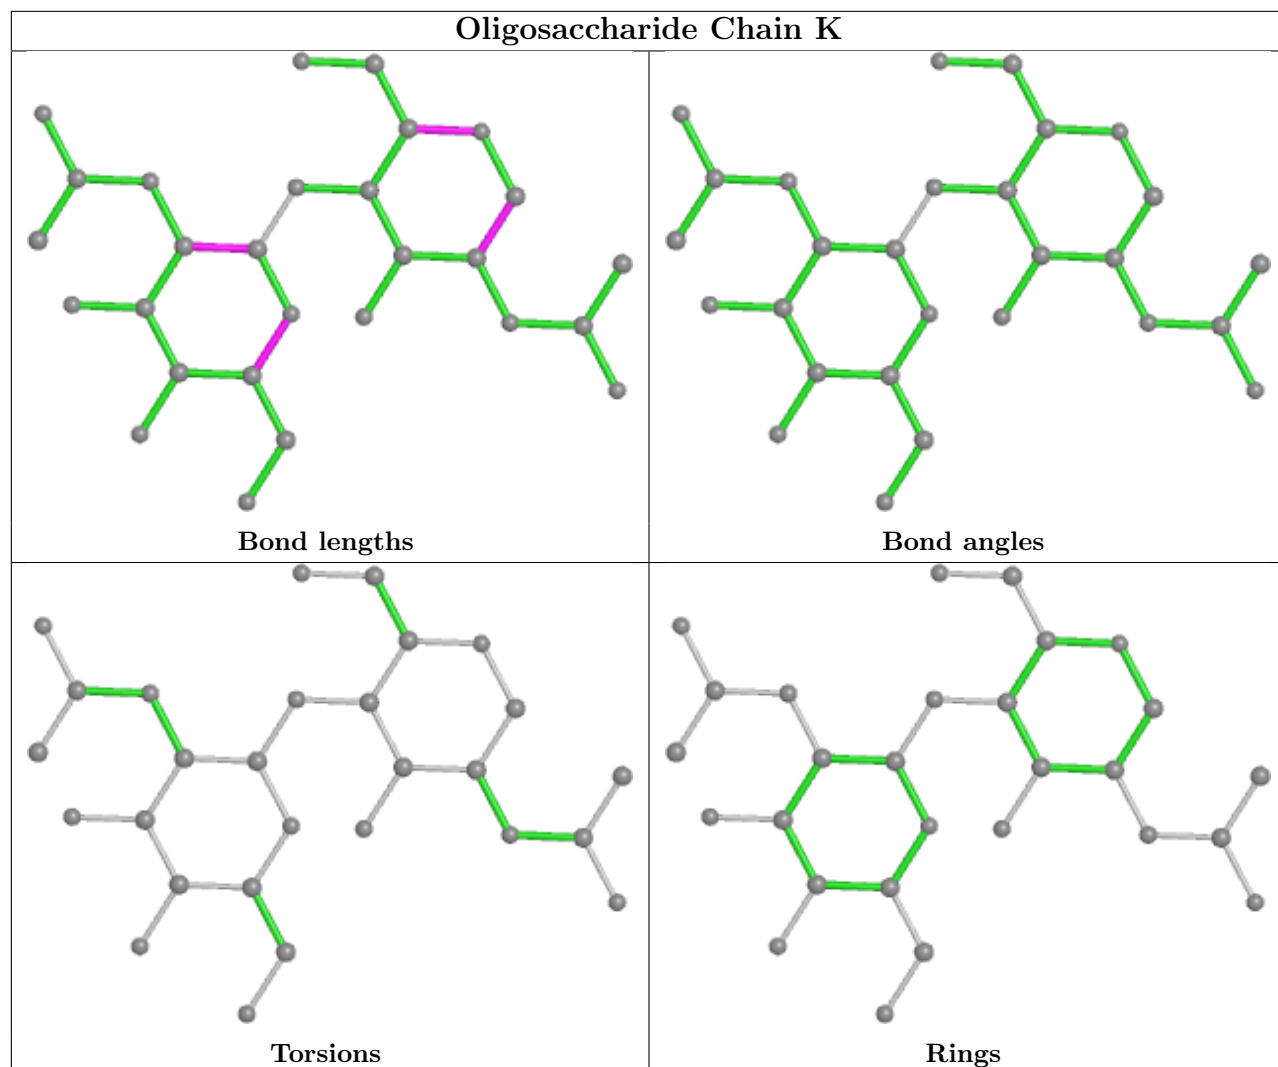 Oligosaccharide Chain K
Bond lengths
Bond angles
Torsions
Rings